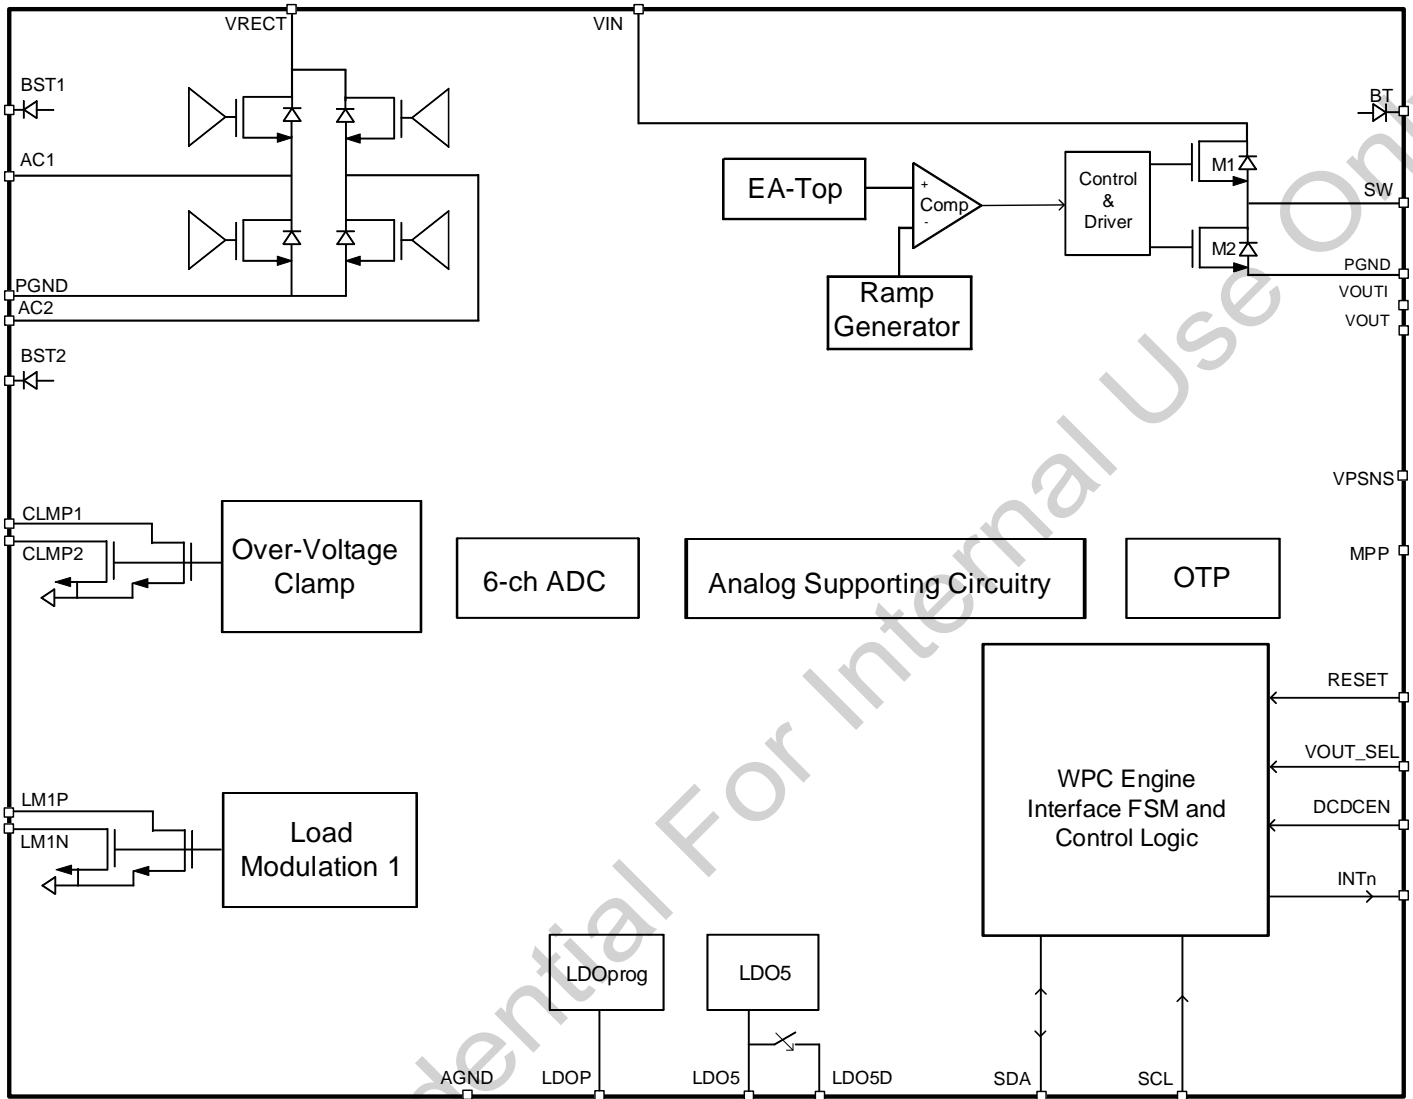 VRECT
VIN
BST1
BT
AC1
EA-Top
+
Comp
-
Control
&
Driver
M1
SW
M2
PGND
PGND
AC2
Ramp
Generator
VOUTI
VOUT
BST2
VPSNS
CLMP1
CLMP2
Over-Voltage
Clamp
6-ch ADC
Analog Supporting Circuitry
OTP
MPP
RESET
VOUT_SEL
WPC Engine
Interface FSM and
Control Logic
DCDCEN
INTn
LM1P
LM1N
Load
Modulation 1
LDOprog
LDO5
AGND
LDOP
LDO5
LDO5D
SDA
SCL
For Internal Use